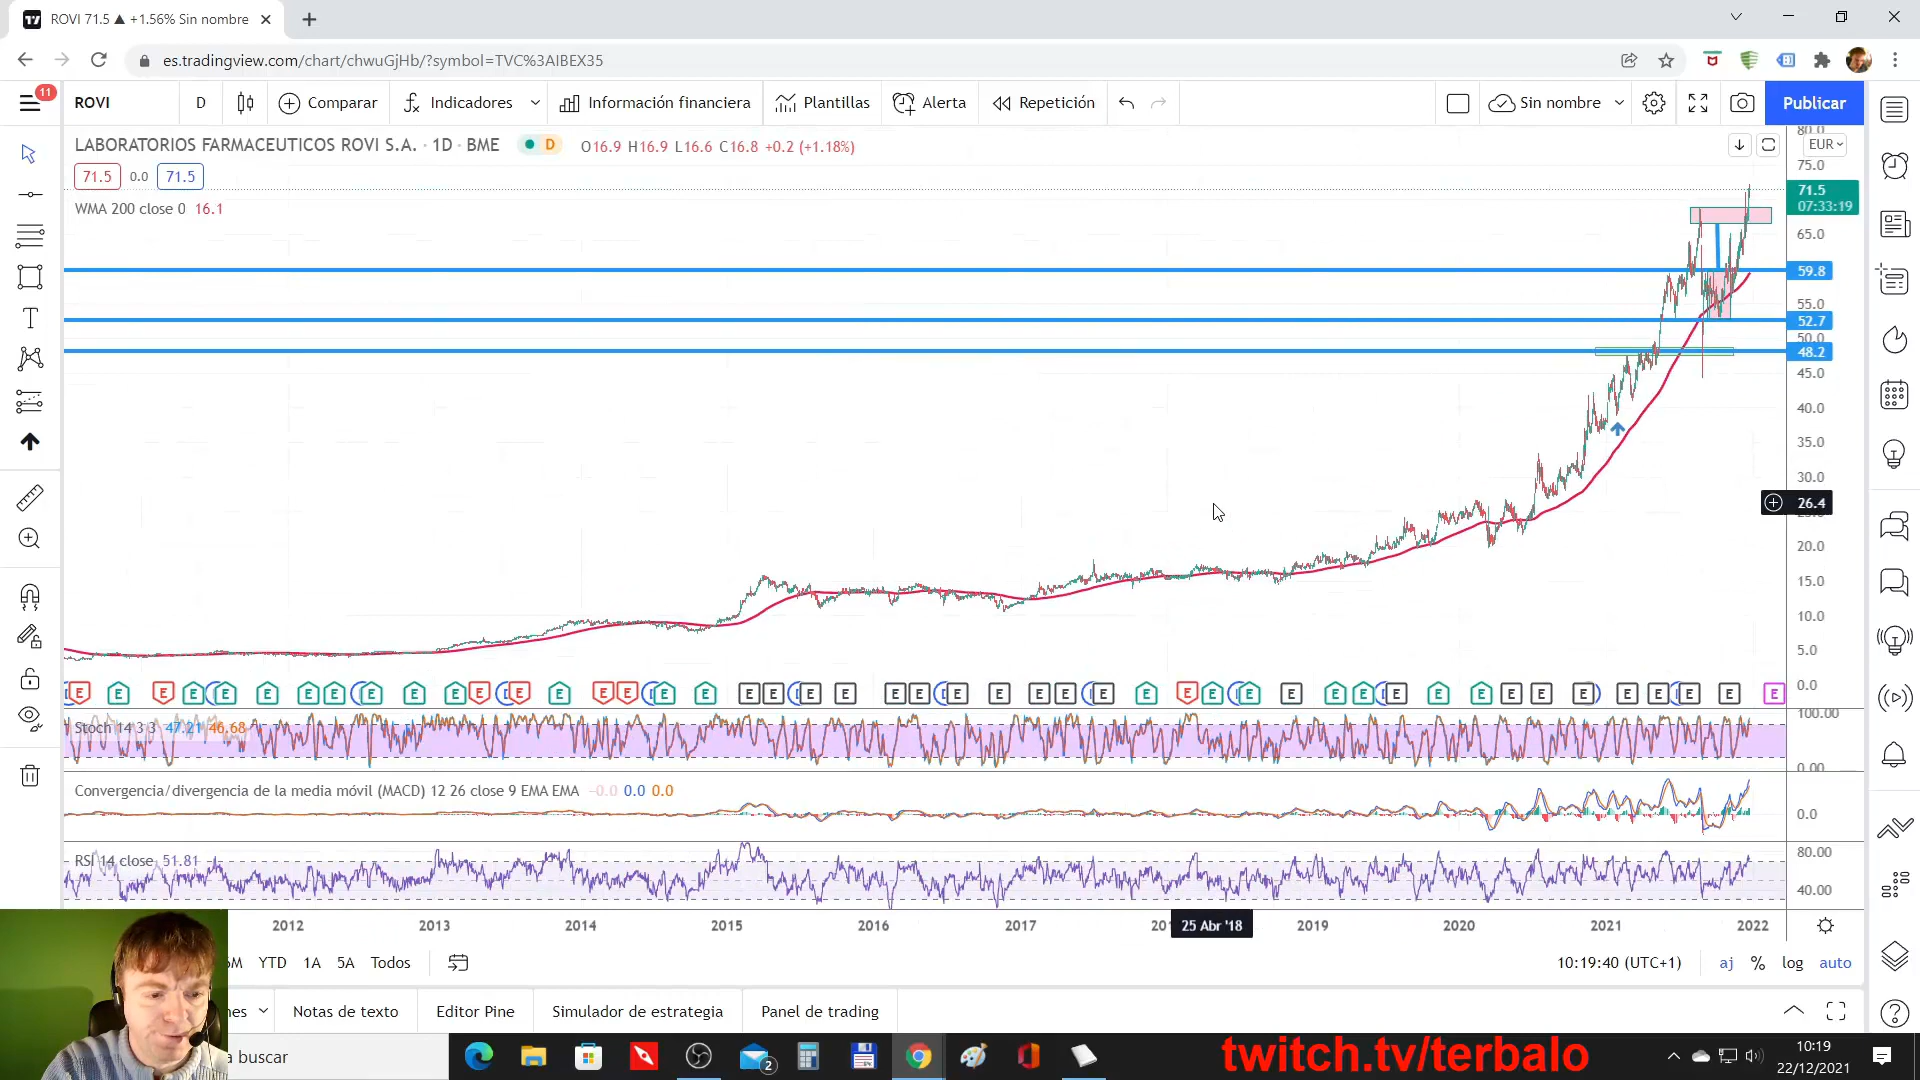 ROVI 71.5 ▲ +1.56% Sin nombre
es.tradingview.com/chart/chwuGjHb/?symbol=TVC%3AIBEX35
11
ROVI
D
Comparar
Indicadores
Información financiera
Plantillas
Alerta
Repetición
Sin nombre
Publicar
LABORATORIOS FARMACEUTICOS ROVI S.A. · 1D · BME
D
O16.9 H16.9 L16.6 C16.8 +0.2 (+1.18%)
EUR
71.5 0.0 71.5
WMA 200 close 0 16.1
80.0
75.0
71.5
07:33:19
65.0
59.8
55.0
52.7
50.0
48.2
45.0
40.0
35.0
30.0
26.4
20.0
15.0
10.0
5.0
0.0
E E E E E E E E E E E E E E E E E E E E E E E E E E E E E E E E E E E E E E E E E E E E E E
Stoch 14 3 3 47.21 46.68
100.00
0.00
Convergencia/divergencia de la media móvil (MACD) 12 26 close 9 EMA EMA −0.0 0.0 0.0
0.0
RSI 14 close 51.81
80.00
40.00
2012 2013 2014 2015 2016 2017 25 Abr '18 2019 2020 2021 2022
YTD 1A 5A Todos
10:19:40 (UTC+1)
aj % log auto
Notas de texto
Editor Pine
Simulador de estrategia
Panel de trading
buscar
2
twitch.tv/terbalo
10:19
22/12/2021